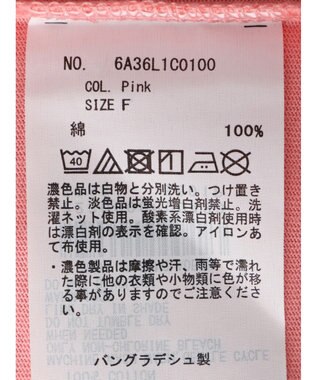 NO. 6A36L1C0100
COL. Pink
SIZE F
綿 100%
40
濃色品は白物と分別洗い。つけ置き
禁止。淡色品は蛍光増白剤禁止。洗
濯ネット使用。酸素系漂白剤使用時
は漂白剤の表示を確認。アイロンあ
て布使用。
・濃色製品は摩擦や汗、雨等で濡れ
た際に他の衣類や小物類に色が移
る事がありますのでご注意くださ
い。
バングラデシュ製